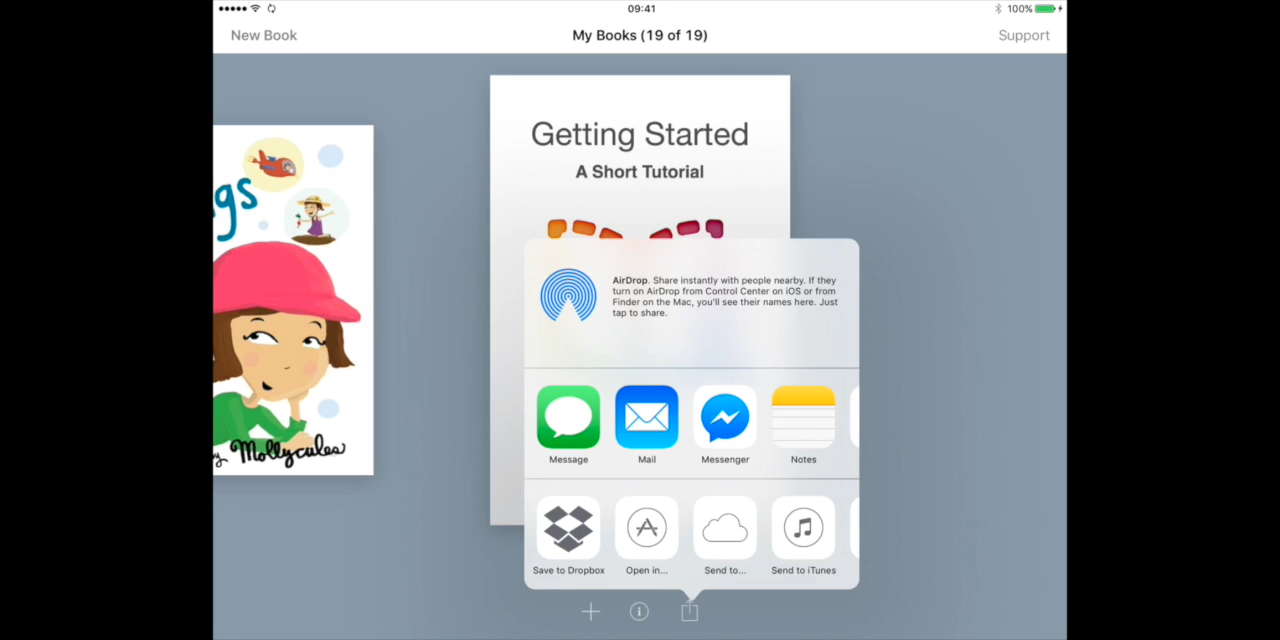 09:41
100%
New Book
My Books (19 of 19)
Support
Getting Started
A Short Tutorial
gs
by Mollycules
AirDrop. Share instantly with people nearby. If they
turn on AirDrop from Control Center on iOS or from
Finder on the Mac, you'll see their names here. Just
tap to share.
Message
Mail
Messenger
Notes
Save to Dropbox
Open in...
Send to...
Send to iTunes